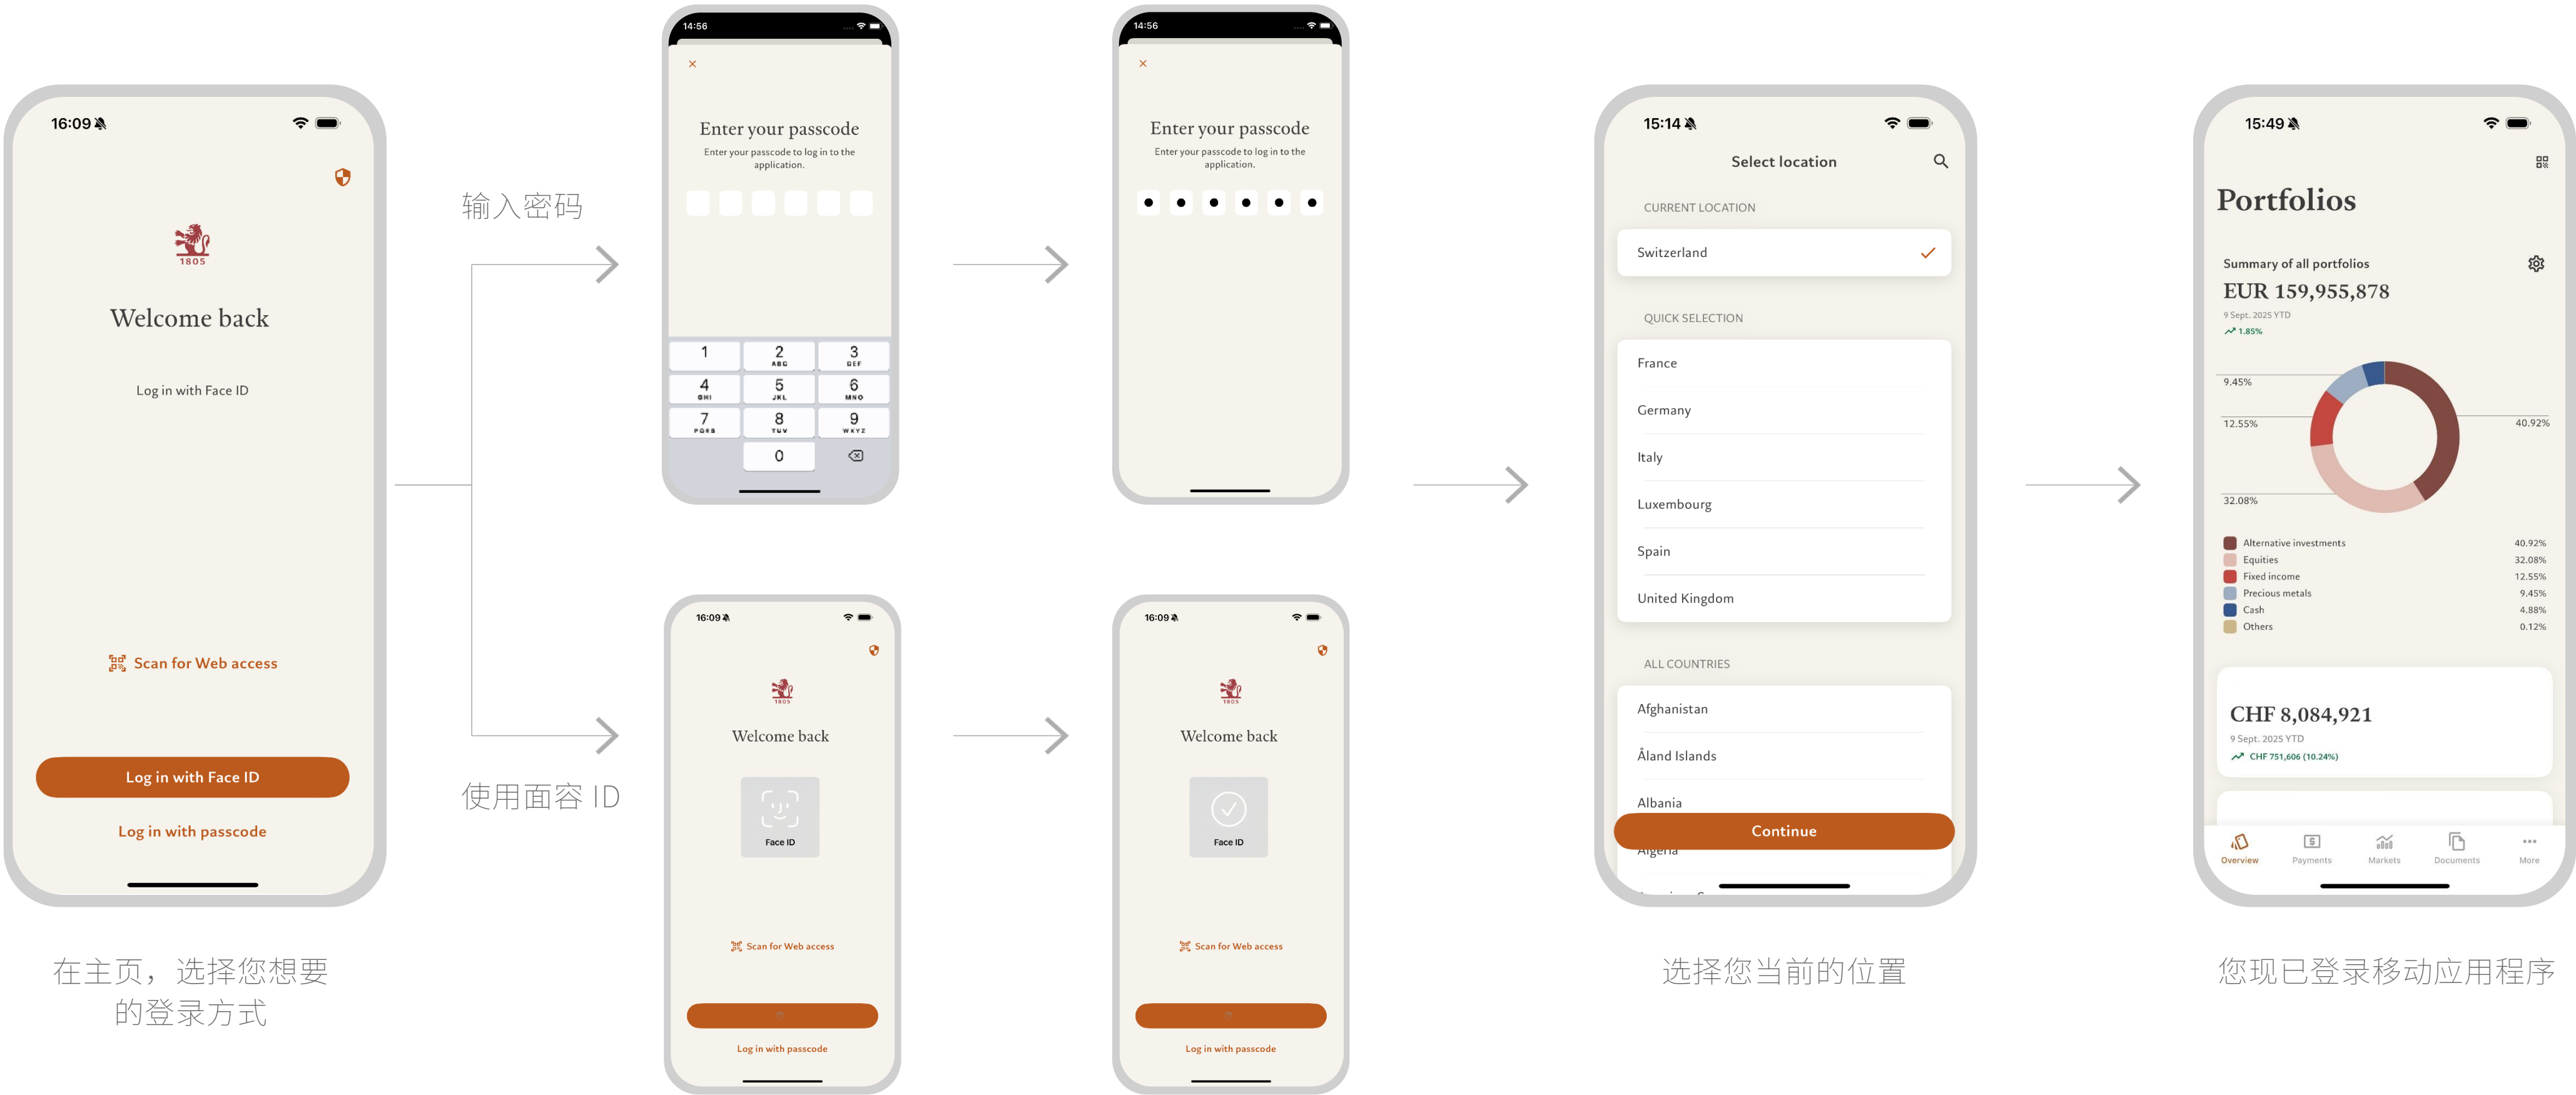 16:09
1805
Welcome back
Log in with Face ID
Scan for Web access
Log in with Face ID
Log in with passcode
在主页，选择您想要
的登录方式
输入密码
使用面容 ID
14:56
Enter your passcode
Enter your passcode to log in to the
application.
1
2
ABC
3
DEF
4
GHI
5
JKL
6
MNO
7
PQRS
8
TUV
9
WXYZ
0
14:56
Enter your passcode
Enter your passcode to log in to the
application.
16:09
1805
Welcome back
Face ID
Scan for Web access
Log in with passcode
16:09
1805
Welcome back
Face ID
Scan for Web access
Log in with passcode
15:14
Select location
CURRENT LOCATION
Switzerland
QUICK SELECTION
France
Germany
Italy
Luxembourg
Spain
United Kingdom
ALL COUNTRIES
Afghanistan
Åland Islands
Albania
Continue
Algeria
选择您当前的位置
15:49
Portfolios
Summary of all portfolios
EUR 159,955,878
9 Sept. 2025 YTD
1.85%
9.45%
12.55%
40.92%
32.08%
Alternative investments 40.92%
Equities 32.08%
Fixed income 12.55%
Precious metals 9.45%
Cash 4.88%
Others 0.12%
CHF 8,084,921
9 Sept. 2025 YTD
CHF 751,606 (10.24%)
Overview
Payments
Markets
Documents
More
您现已登录移动应用程序